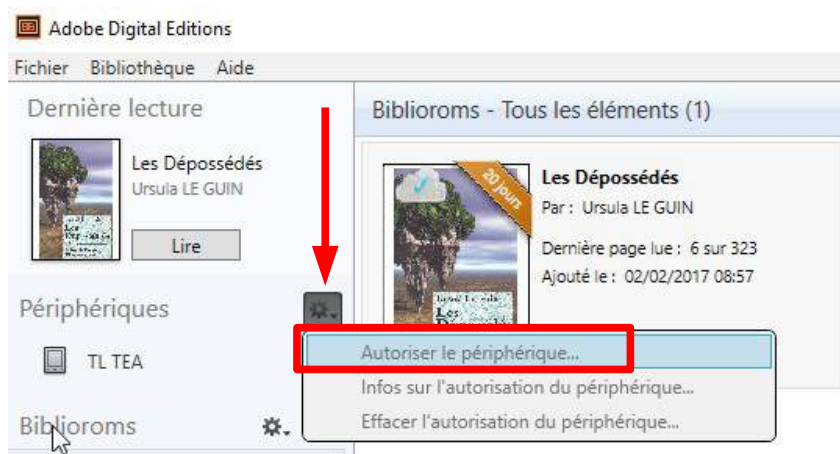 Adobe Digital Editions
Fichier Bibliothèque Aide
Dernière lecture
Les Dépossédés
Ursula LE GUIN
Lire
Périphériques
TL TEA
Biblioroms
Biblioroms - Tous les éléments (1)
20 jours
Les Dépossédés
Par : Ursula LE GUIN
Dernière page lue : 6 sur 323
Ajouté le : 02/02/2017 08:57
Autoriser le périphérique...
Infos sur l'autorisation du périphérique...
Effacer l'autorisation du périphérique...